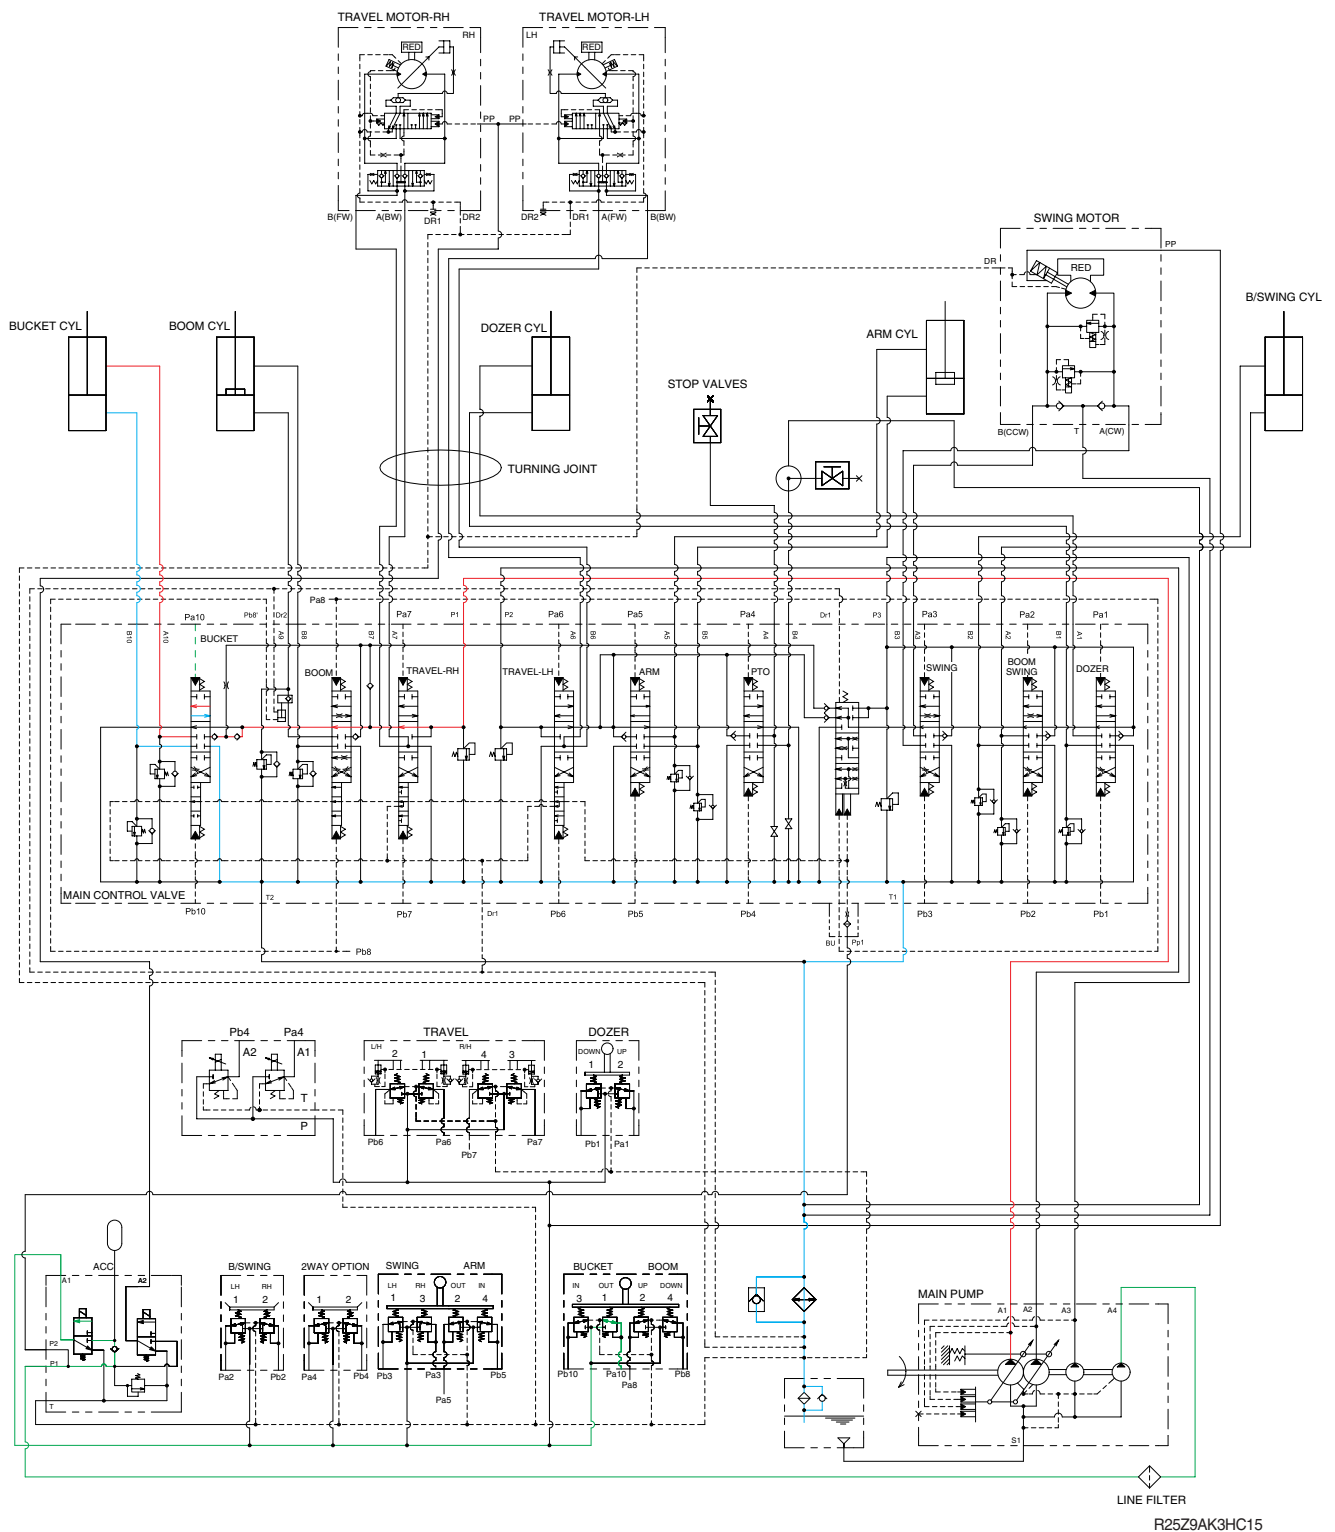 TRAVEL MOTOR-RH TRAVEL MOTOR-LH
RH LH
RED RED
PP PP
B(FW) A(BW) DR1 DR2 DR2 DR1 A(FW) B(BW)
SWING MOTOR
PP
DR
RED
B/SWING CYL
BUCKET CYL BOOM CYL DOZER CYL ARM CYL
STOP VALVES
B(CCW) T A(CW)
TURNING JOINT
Pa8
Pa10 Pb8' Dr2 Pa7 P1 P2 Pa6 Pa5 Pa4 Dr1 P3 Pa3 Pa2 Pa1
B10 A10 A9 B8 B7 A7 A6 B6 A5 B5 A4 B4 B3 A3 B2 A2 B1 A1
BUCKET
BOOM TRAVEL-RH TRAVEL-LH ARM PTO SWING BOOM SWING DOZER
MAIN CONTROL VALVE
T2 T1
Pb10 Pb7 Dr1 Pb6 Pb5 Pb4 Pb3 Pb2 Pb1
BU Pp1
Pb8
Pb4 Pa4 TRAVEL DOZER
A2 A1
L/H 2 1 R/H 4 3
DOWN UP
1 2
T
P
Pb6 Pa6 Pa7 Pb1 Pa1
Pb7
ACC B/SWING 2WAY OPTION SWING ARM BUCKET BOOM
A1 A2
LH RH LH RH OUT IN IN OUT UP DOWN
1 2 1 2 1 3 2 4 3 1 2 4
P2
P1
T
Pa2 Pb2 Pa4 Pb4 Pb3 Pa3 Pb5 Pb10 Pa10 Pb8
Pa5 Pa8
MAIN PUMP
A1 A2 A3 A4
S1
LINE FILTER
R25Z9AK3HC15